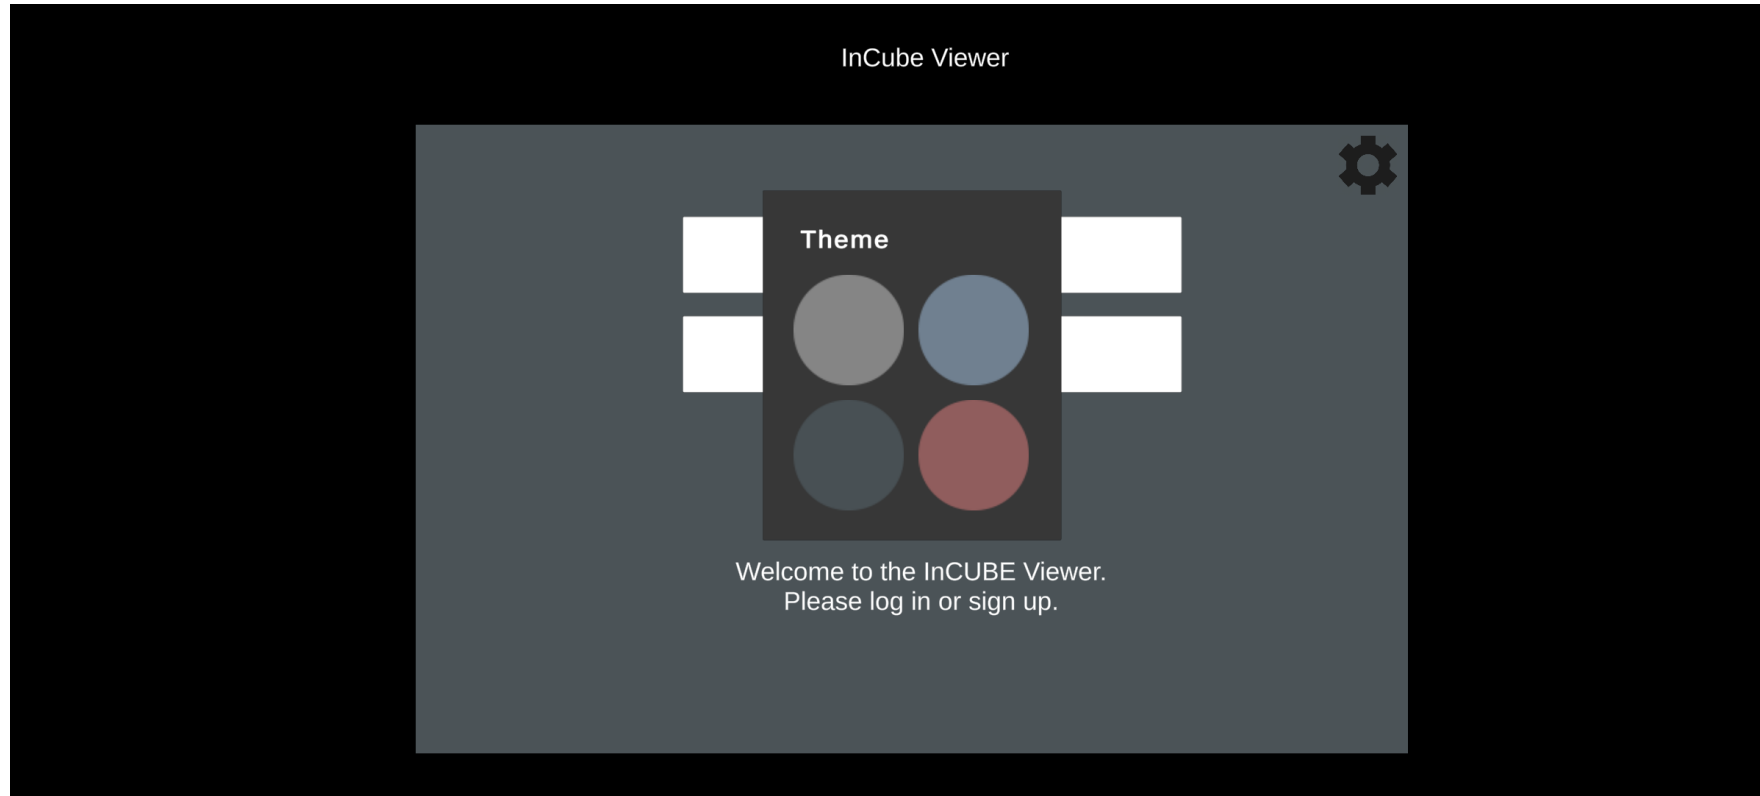 InCube Viewer
Theme
Welcome to the InCUBE Viewer.
Please log in or sign up.